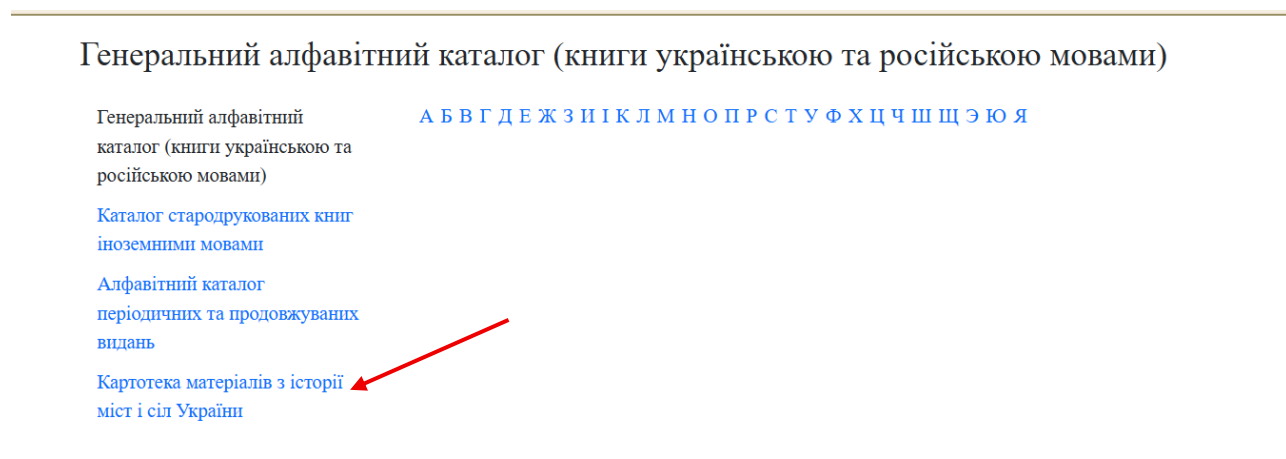 Генеральний алфавітний каталог (книги українською та російською мовами)
Генеральний алфавітний
каталог (книги українською та
російською мовами)
Каталог стародрукованих книг
іноземними мовами
Алфавітний каталог
періодичних та продовжуваних
видань
Картотека матеріалів з історії
міст і сіл України
А Б В Г Д Е Ж З И І К Л М Н О П Р С Т У Ф Х Ц Ч Ш Щ Э Ю Я